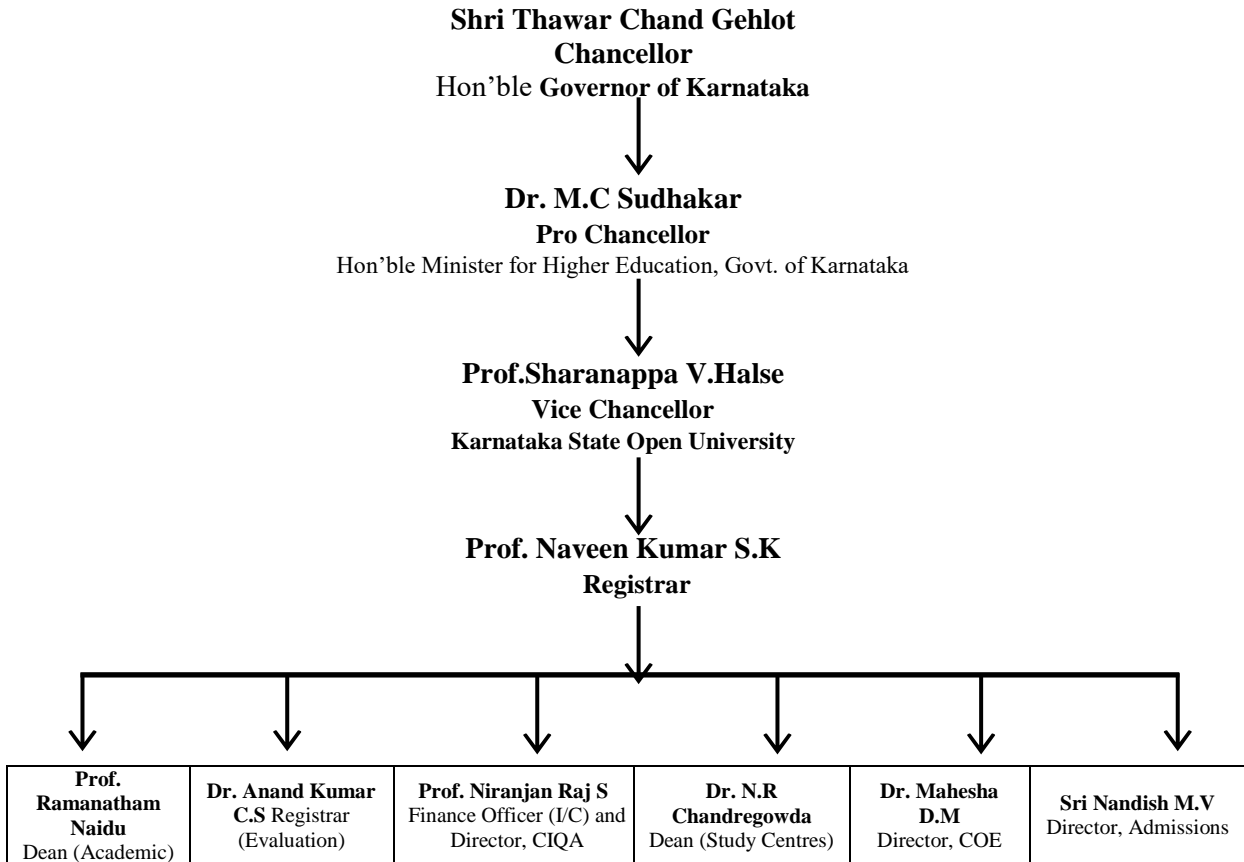 Shri Thawar Chand Gehlot
Chancellor
Hon’ble Governor of Karnataka
Dr. M.C Sudhakar
Pro Chancellor
Hon’ble Minister for Higher Education, Govt. of Karnataka
Prof.Sharanappa V.Halse
Vice Chancellor
Karnataka State Open University
Prof. Naveen Kumar S.K
Registrar
Prof.
Ramanatham
Naidu
Dean (Academic)
Dr. Anand Kumar
C.S Registrar
(Evaluation)
Prof. Niranjan Raj S
Finance Officer (I/C) and
Director, CIQA
Dr. N.R
Chandregowda
Dean (Study Centres)
Dr. Mahesha
D.M
Director, COE
Sri Nandish M.V
Director, Admissions